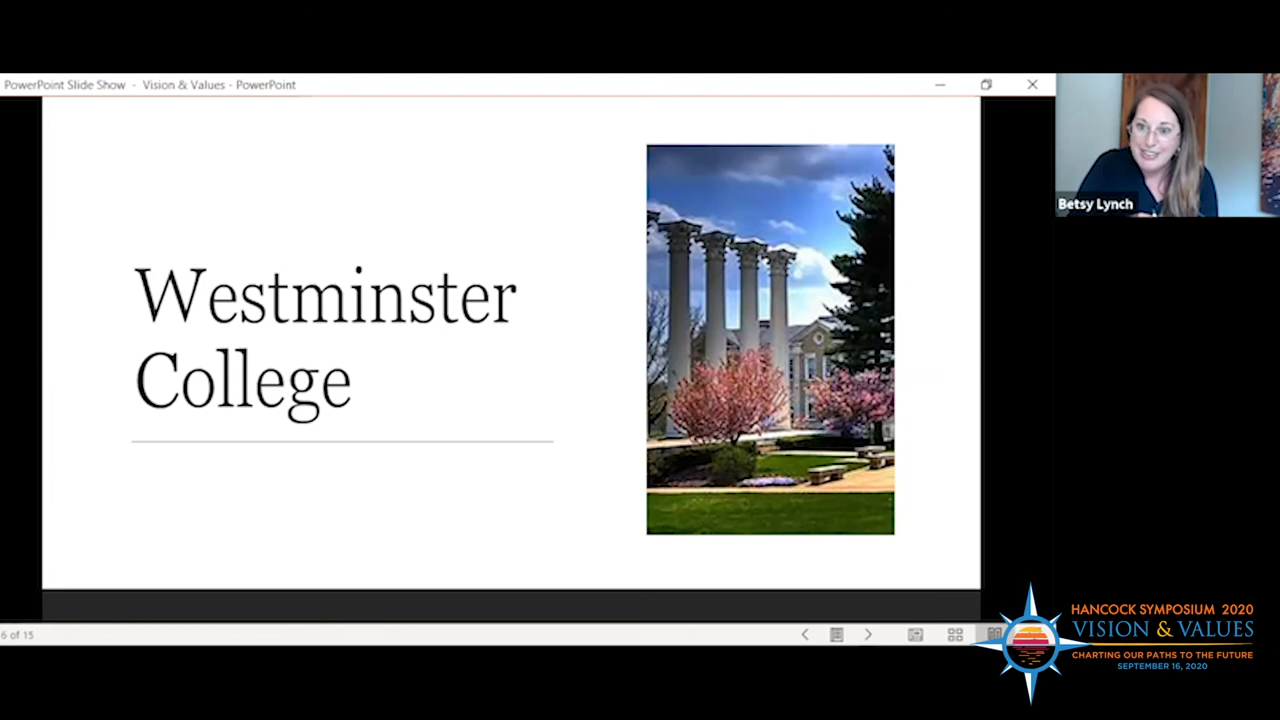 PowerPoint Slide Show - Vision & Values - PowerPoint
Betsy Lynch
Westminster
College
6 of 15
HANCOCK SYMPOSIUM 2020
VISION & VALUES
CHARTING OUR PATHS TO THE FUTURE
SEPTEMBER 16, 2020